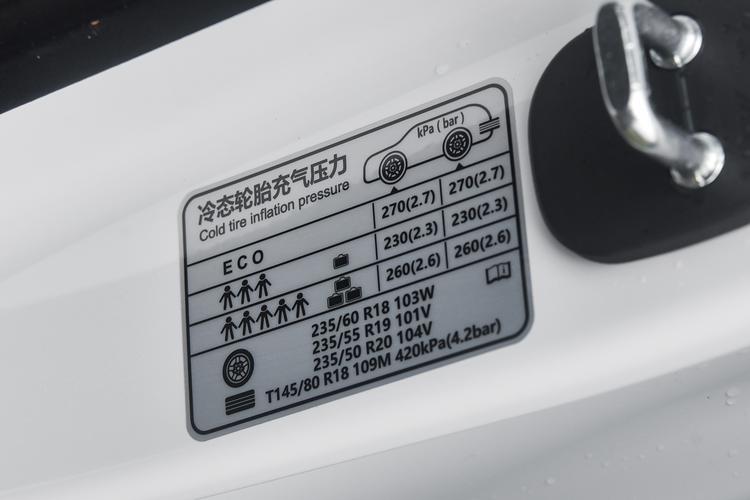 kPa ( bar )
冷态轮胎充气压力
Cold tire inflation pressure
ECO 270(2.7) 270(2.7)
230(2.3) 230(2.3)
260(2.6) 260(2.6)
235/60 R18 103W
235/55 R19 101V
235/50 R20 104V
T145/80 R18 109M 420kPa(4.2bar)